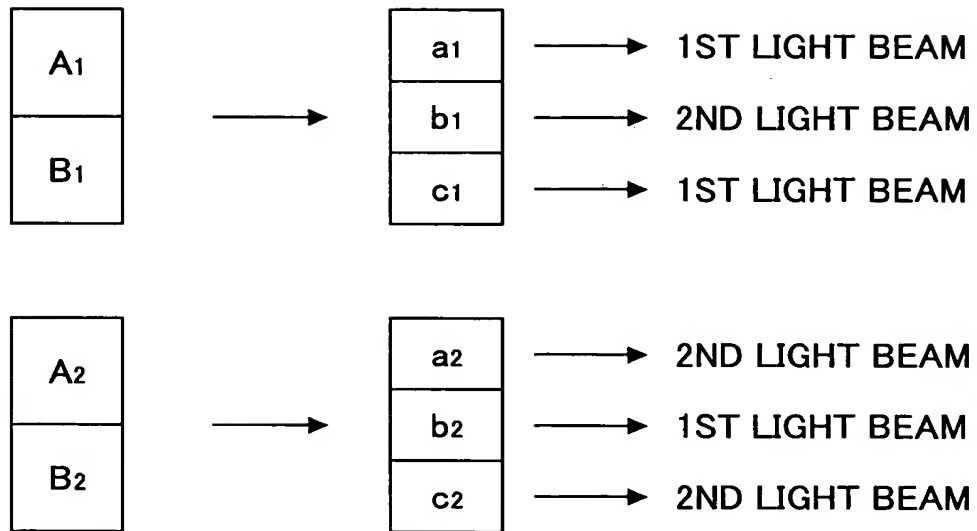 A1
B1
a1 1ST LIGHT BEAM
b1 2ND LIGHT BEAM
c1 1ST LIGHT BEAM
A2
B2
a2 2ND LIGHT BEAM
b2 1ST LIGHT BEAM
c2 2ND LIGHT BEAM